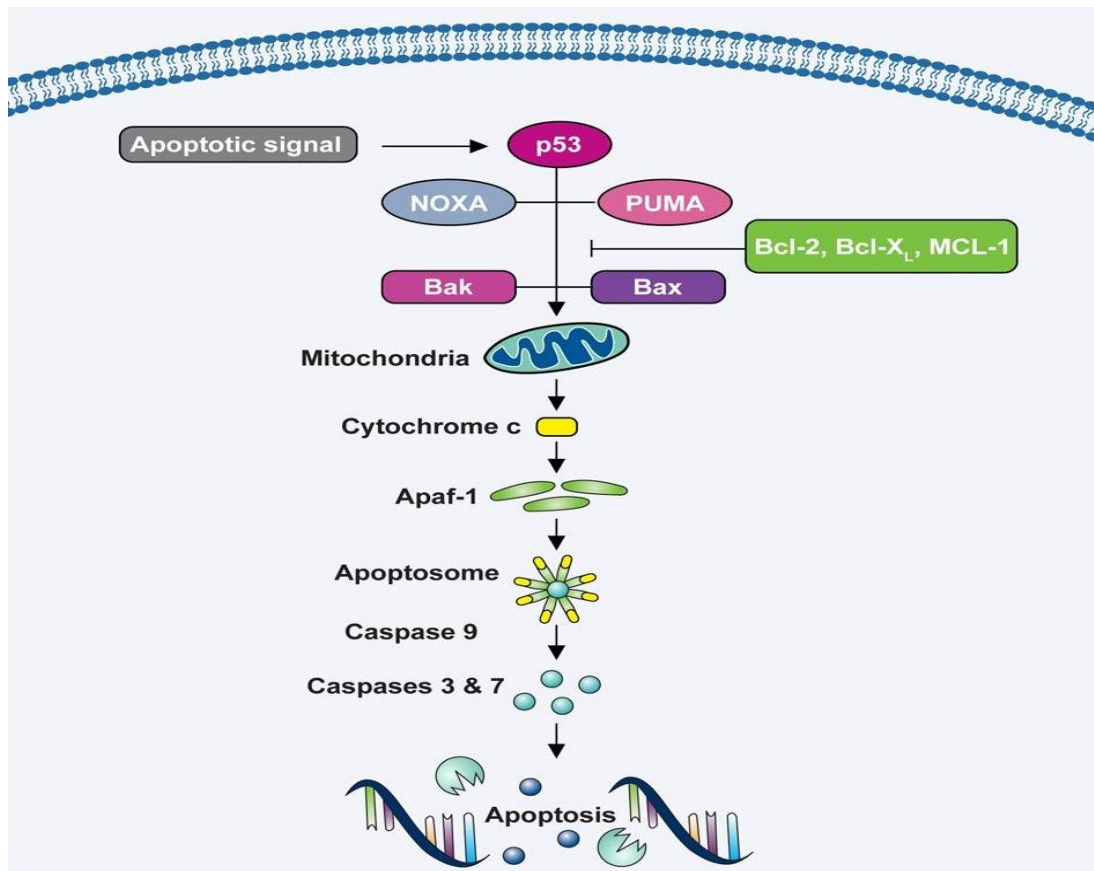 Apoptotic signal
p53
NOXA
PUMA
Bcl-2, Bcl-XL, MCL-1
Bak
Bax
Mitochondria
Cytochrome c
Apaf-1
Apoptosome
Caspase 9
Caspases 3 & 7
Apoptosis